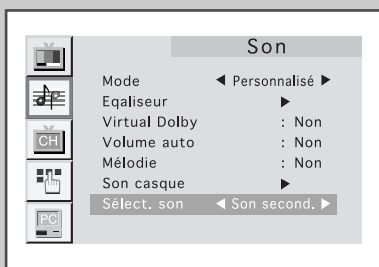 Son
Mode ◀ Personnalisé ▶
Eqaliseur ▶
Virtual Dolby : Non
Volume auto : Non
Mélodie : Non
Son casque ▶
Sélect. son ◀ Son second. ▶
CH
PC